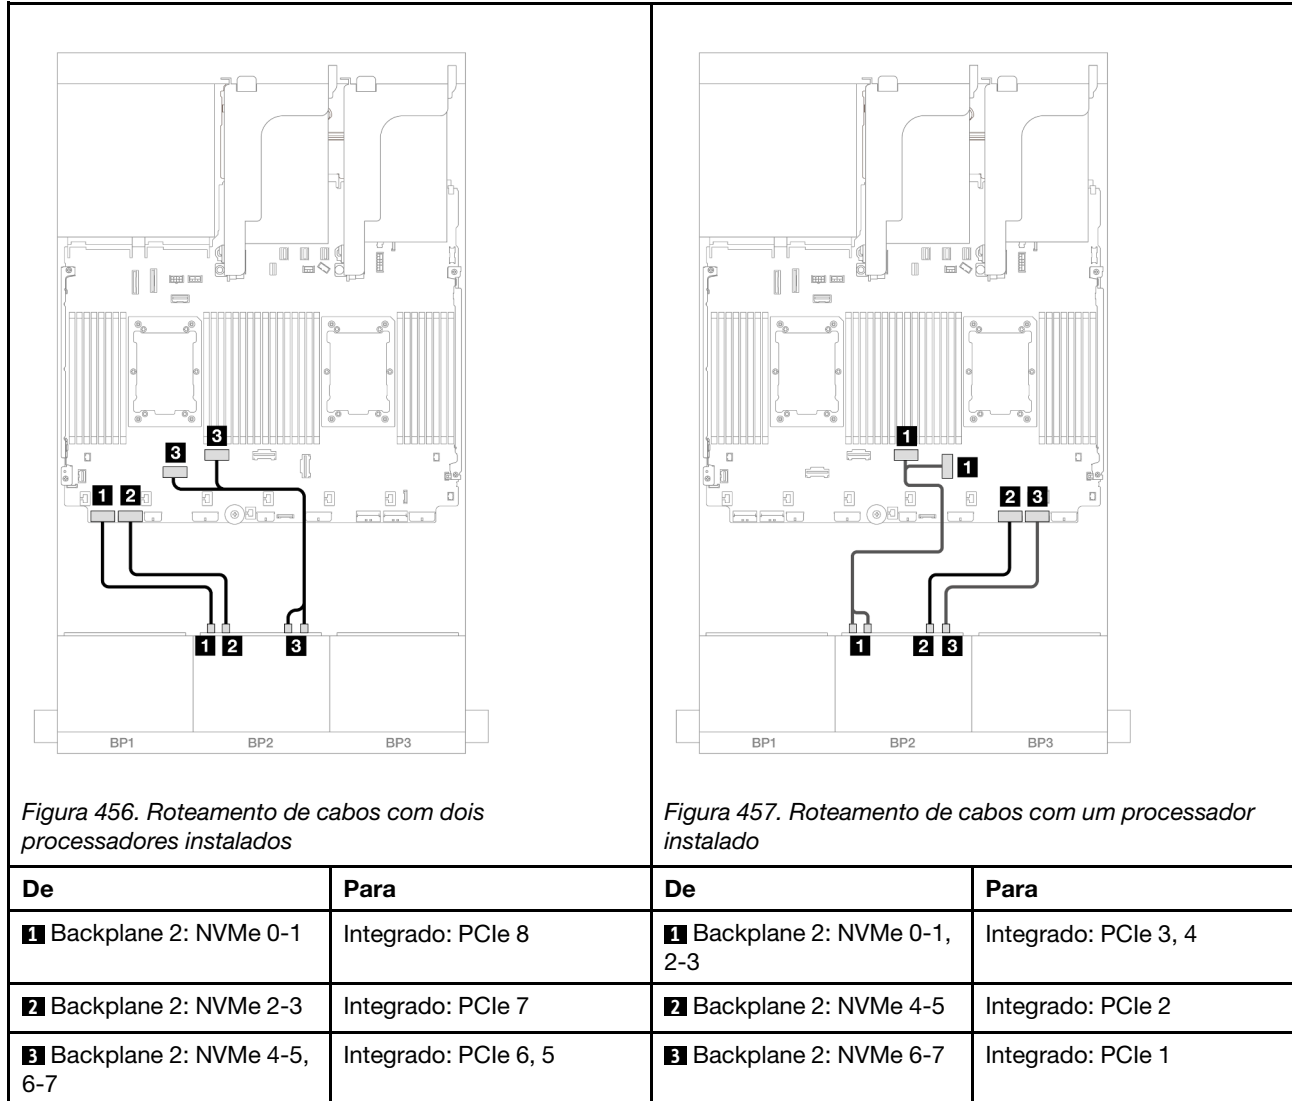 3
3
1 2
1 2 3
BP1 BP2 BP3
Figura 456. Roteamento de cabos com dois
processadores instalados
1
1
2 3
1 2 3
BP1 BP2 BP3
Figura 457. Roteamento de cabos com um processador
instalado
De Para De Para
1 Backplane 2: NVMe 0-1 Integrado: PCIe 8 1 Backplane 2: NVMe 0-1, Integrado: PCIe 3, 4
2-3
2 Backplane 2: NVMe 2-3 Integrado: PCIe 7 2 Backplane 2: NVMe 4-5 Integrado: PCIe 2
3 Backplane 2: NVMe 4-5, Integrado: PCIe 6, 5 3 Backplane 2: NVMe 6-7 Integrado: PCIe 1
6-7